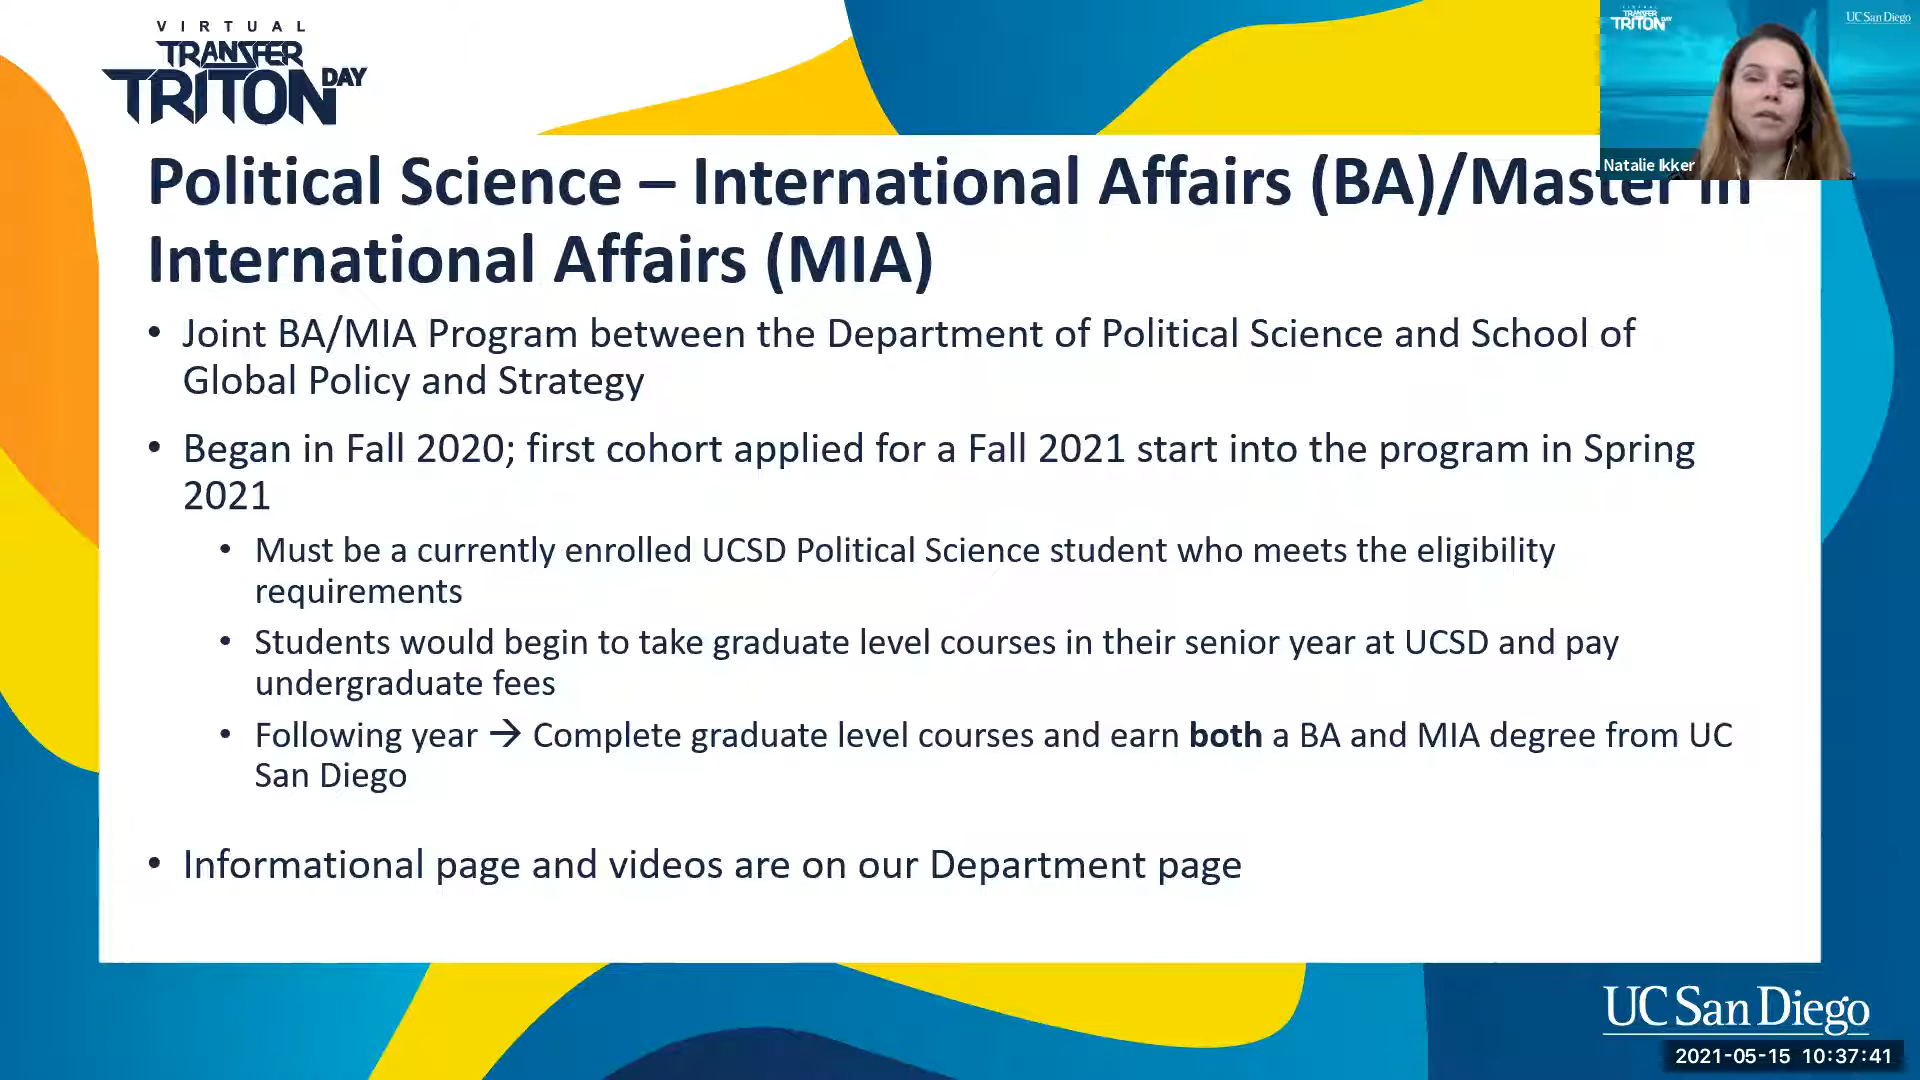 VIRTUAL
TRANSFER
TRITON DAY
TRANSFER
TRITON
UC San Diego
Natalie Ikker
Political Science – International Affairs (BA)/Master in
International Affairs (MIA)
• Joint BA/MIA Program between the Department of Political Science and School of
Global Policy and Strategy
• Began in Fall 2020; first cohort applied for a Fall 2021 start into the program in Spring
2021
• Must be a currently enrolled UCSD Political Science student who meets the eligibility
requirements
• Students would begin to take graduate level courses in their senior year at UCSD and pay
undergraduate fees
• Following year → Complete graduate level courses and earn both a BA and MIA degree from UC
San Diego
• Informational page and videos are on our Department page
UC San Diego
2021-05-15 10:37:41